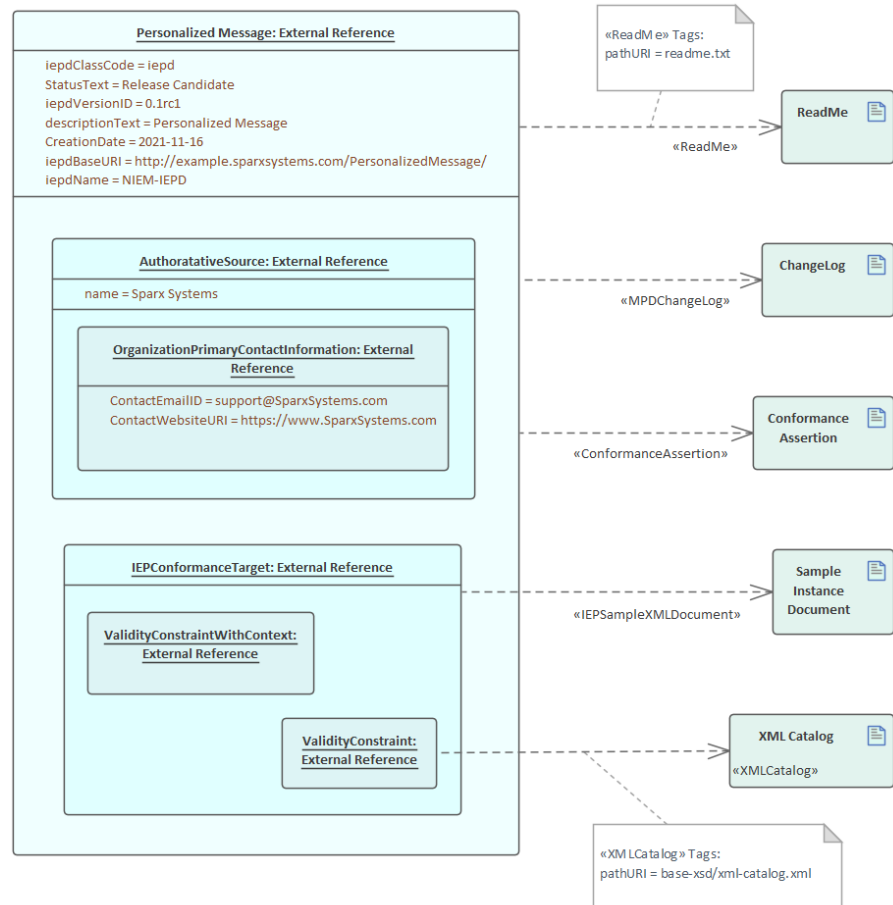 Personalized Message: External Reference
iepdClassCode = iepd
StatusText = Release Candidate
iepdVersionID = 0.1rc1
descriptionText = Personalized Message
CreationDate = 2021-11-16
iepdBaseURI = http://example.sparxsystems.com/PersonalizedMessage/
iepdName = NIEM-IEPD
«ReadMe» Tags:
pathURI = readme.txt
ReadMe
«ReadMe»
AuthoratativeSource: External Reference
name = Sparx Systems
ChangeLog
«MPDChangeLog»
OrganizationPrimaryContactInformation: External
Reference
ContactEmailID = support@SparxSystems.com
ContactWebsiteURI = https://www.SparxSystems.com
Conformance
Assertion
«ConformanceAssertion»
IEPConformanceTarget: External Reference
Sample
Instance
Document
«IEPSampleXMLDocument»
ValidityConstraintWithContext:
External Reference
ValidityConstraint:
External Reference
XML Catalog
«XMLCatalog»
«XMLCatalog» Tags:
pathURI = base-xsd/xml-catalog.xml